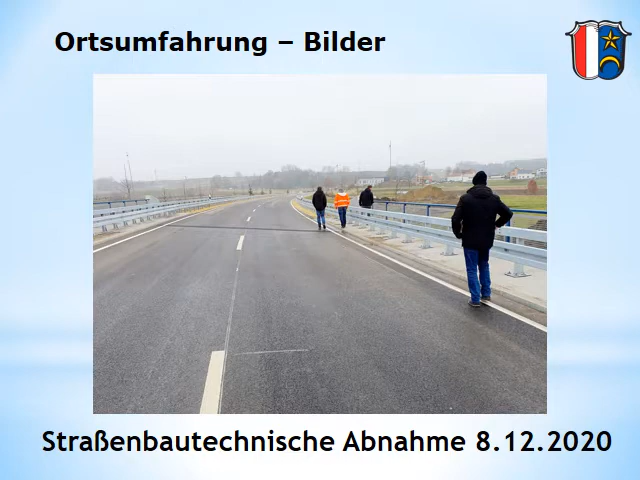 Ortsumfahrung – Bilder
Straßenbautechnische Abnahme 8.12.2020